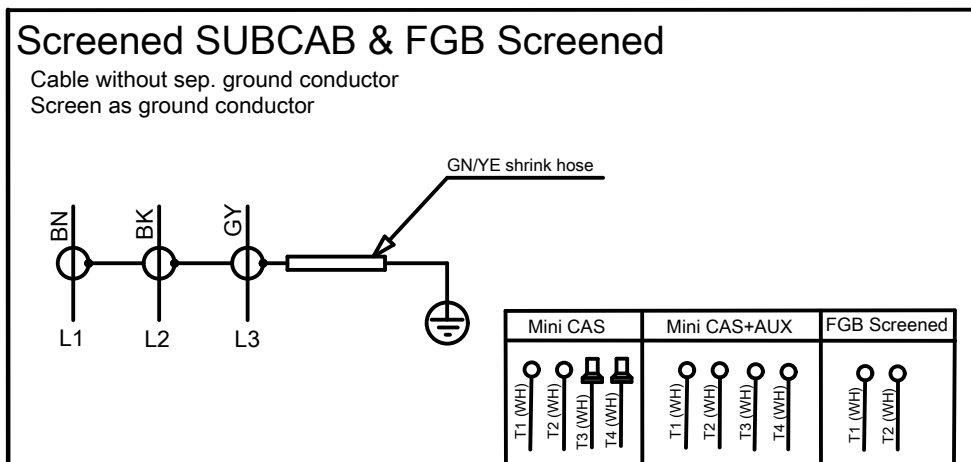 Screened SUBCAB & FGB Screened
Cable without sep. ground conductor
Screen as ground conductor
GN/YE shrink hose
BN
BK
GY
L1
L2
L3
Mini CAS
Mini CAS+AUX
FGB Screened
T1 (WH)
T2 (WH)
T3 (WH)
T4 (WH)
T1 (WH)
T2 (WH)
T3 (WH)
T4 (WH)
T1 (WH)
T2 (WH)